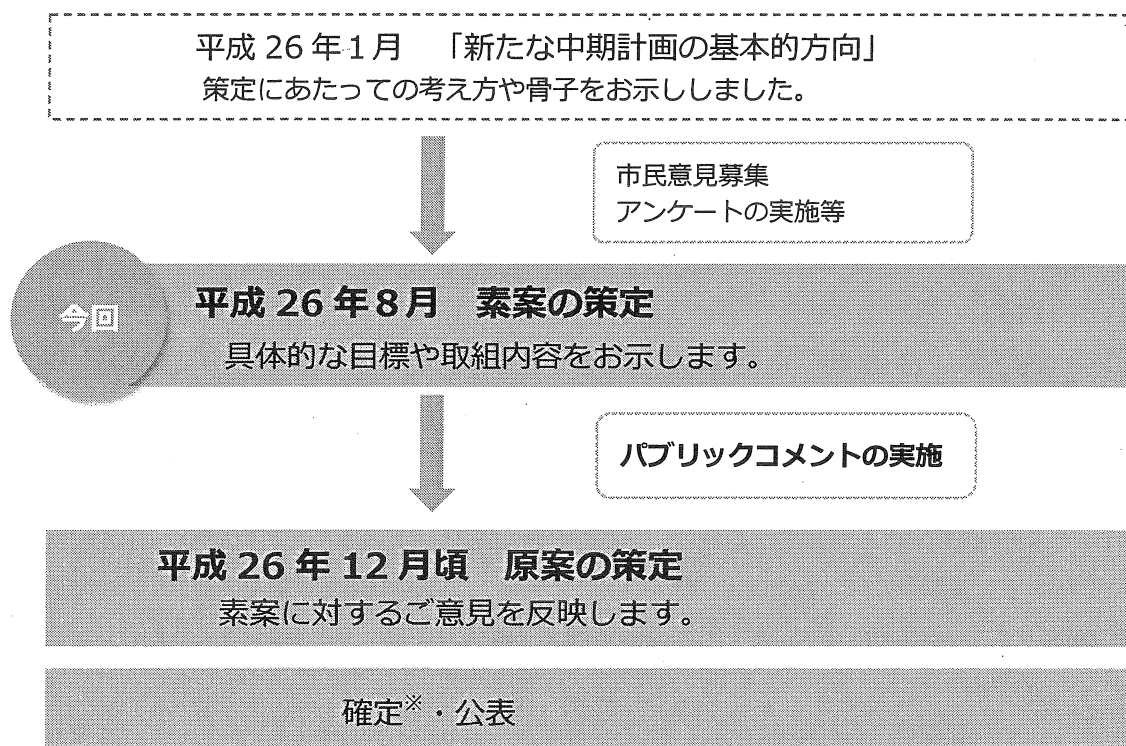 平成 26 年1月　「新たな中期計画の基本的方向」
策定にあたっての考え方や骨子をお示ししました。
市民意見募集
アンケートの実施等
今回
平成 26 年8月　素案の策定
具体的な目標や取組内容をお示します。
パブリックコメントの実施
平成 26 年 12 月頃　原案の策定
素案に対するご意見を反映します。
確定※・公表